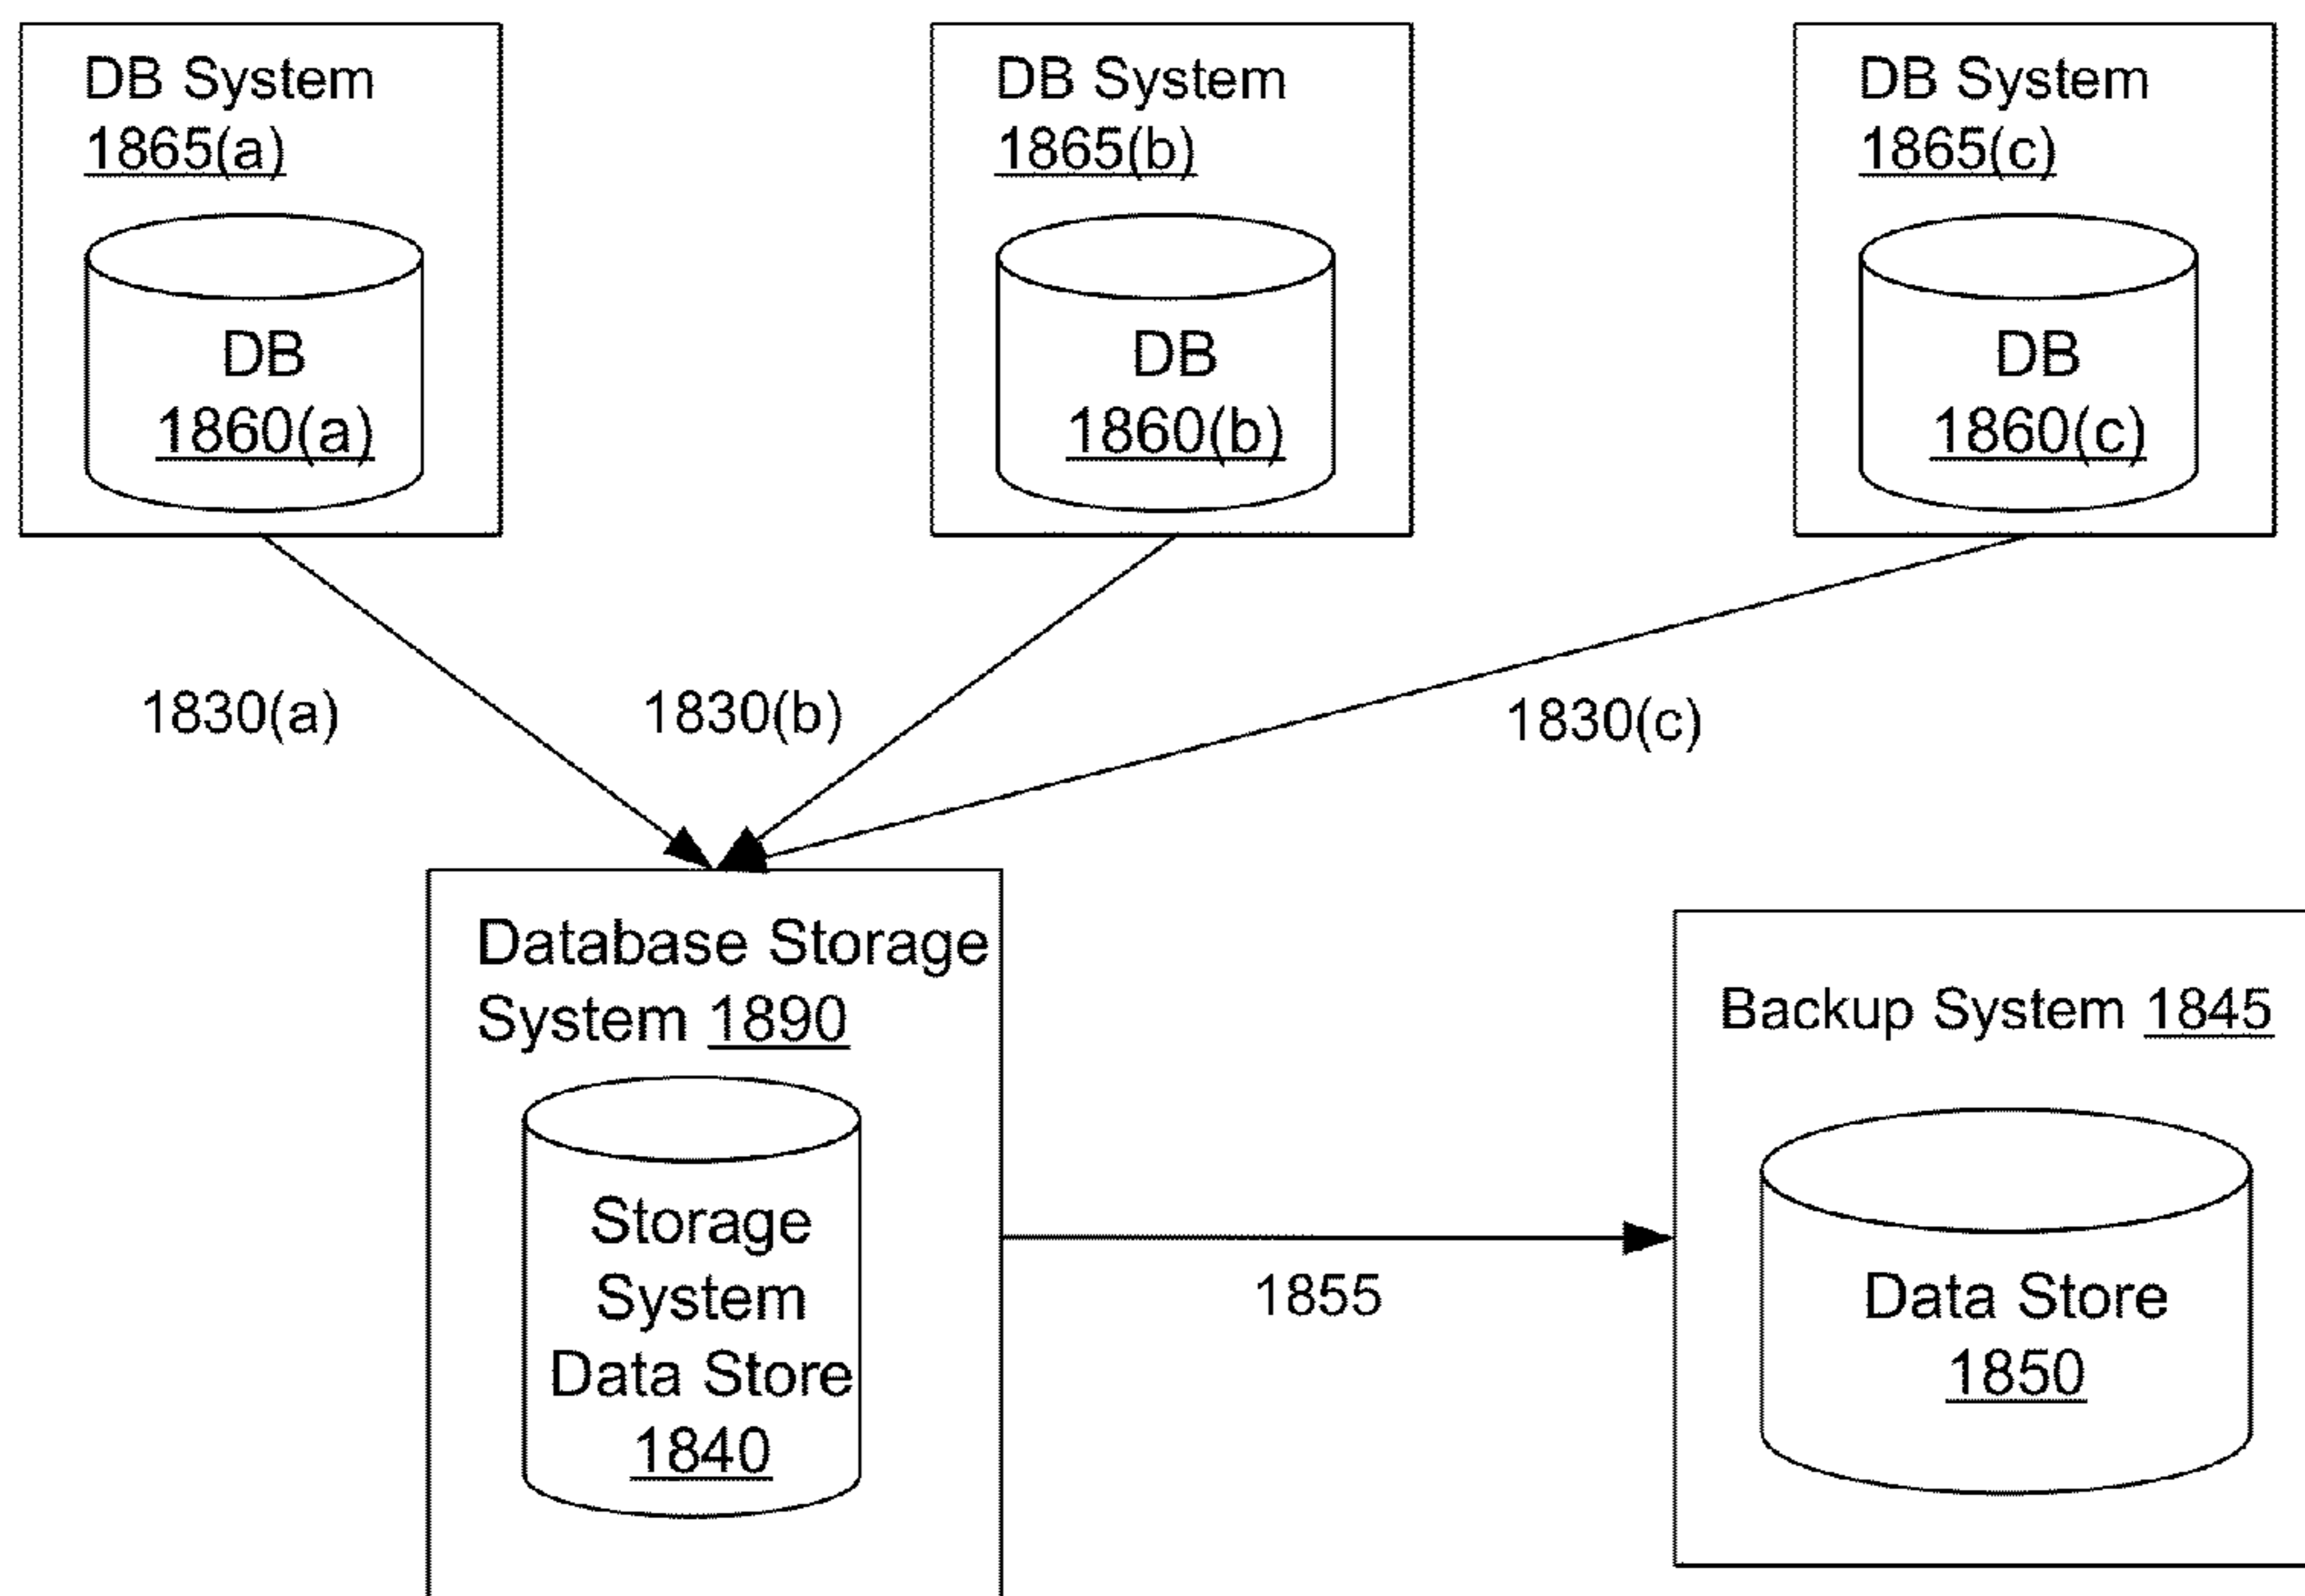 DB System
1865(a)
DB
1860(a)
DB System
1865(b)
DB
1860(b)
DB System
1865(c)
DB
1860(c)
1830(a)
1830(b)
1830(c)
Database Storage
System 1890
Storage
System
Data Store
1840
1855
Backup System 1845
Data Store
1850